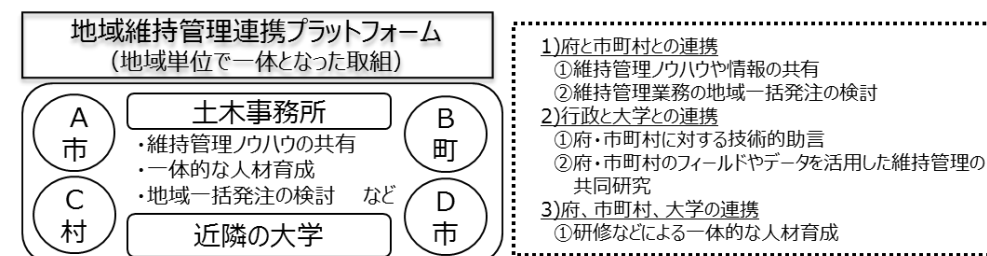 地域維持管理連携プラットフォーム
（地域単位で一体となった取組）
A
市
土木事務所
・維持管理ノウハウの共有
・一体的な人材育成
・地域一括発注の検討　など
近隣の大学
B
町
C
村
D
市
1)府と市町村との連携
①維持管理ノウハウや情報の共有
②維持管理業務の地域一括発注の検討
2)行政と大学との連携
①府・市町村に対する技術的助言
②府・市町村のフィールドやデータを活用した維持管理の
共同研究
3)府、市町村、大学の連携
①研修などによる一体的な人材育成